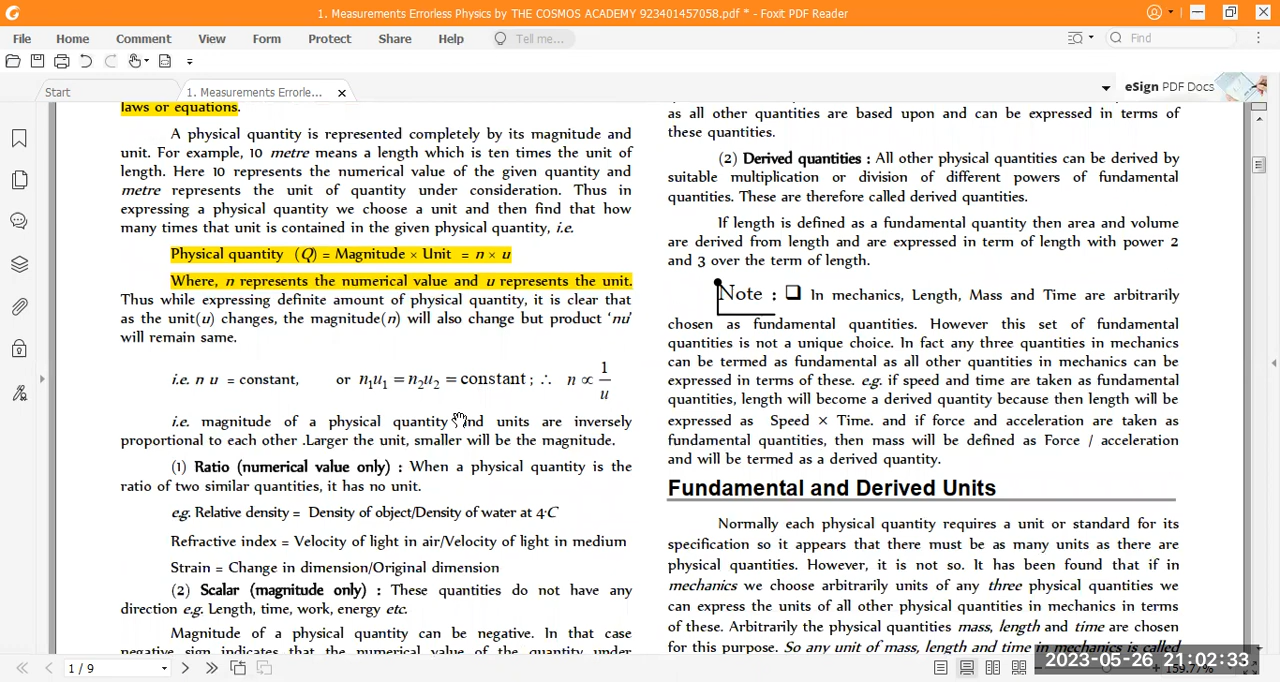 1. Measurements Errorless Physics by THE COSMOS ACADEMY 923401457058.pdf * - Foxit PDF Reader
File Home Comment View Form Protect Share Help Tell me... Find
Start 1. Measurements Errorle... eSign PDF Docs
laws or equations.
A physical quantity is represented completely by its magnitude and
unit. For example, 10 metre means a length which is ten times the unit of
length. Here 10 represents the numerical value of the given quantity and
metre represents the unit of quantity under consideration. Thus in
expressing a physical quantity we choose a unit and then find that how
many times that unit is contained in the given physical quantity, i.e.
Physical quantity (Q) = Magnitude × Unit = n × u
Where, n represents the numerical value and u represents the unit.
Thus while expressing definite amount of physical quantity, it is clear that
as the unit(u) changes, the magnitude(n) will also change but product ‘nu’
will remain same.
i.e. n u = constant, or n₁u₁ = n₂u₂ = constant ; ∴ n ∝ 1/u
i.e. magnitude of a physical quantity and units are inversely
proportional to each other .Larger the unit, smaller will be the magnitude.
(1) Ratio (numerical value only) : When a physical quantity is the
ratio of two similar quantities, it has no unit.
e.g. Relative density = Density of object/Density of water at 4°C
Refractive index = Velocity of light in air/Velocity of light in medium
Strain = Change in dimension/Original dimension
(2) Scalar (magnitude only) : These quantities do not have any
direction e.g. Length, time, work, energy etc.
Magnitude of a physical quantity can be negative. In that case
negative sign indicates that the numerical value of the quantity under
as all other quantities are based upon and can be expressed in terms of
these quantities.
(2) Derived quantities : All other physical quantities can be derived by
suitable multiplication or division of different powers of fundamental
quantities. These are therefore called derived quantities.
If length is defined as a fundamental quantity then area and volume
are derived from length and are expressed in term of length with power 2
and 3 over the term of length.
Note : ❑ In mechanics, Length, Mass and Time are arbitrarily
chosen as fundamental quantities. However this set of fundamental
quantities is not a unique choice. In fact any three quantities in mechanics
can be termed as fundamental as all other quantities in mechanics can be
expressed in terms of these. e.g. if speed and time are taken as fundamental
quantities, length will become a derived quantity because then length will be
expressed as Speed × Time. and if force and acceleration are taken as
fundamental quantities, then mass will be defined as Force / acceleration
and will be termed as a derived quantity.
Fundamental and Derived Units
Normally each physical quantity requires a unit or standard for its
specification so it appears that there must be as many units as there are
physical quantities. However, it is not so. It has been found that if in
mechanics we choose arbitrarily units of any three physical quantities we
can express the units of all other physical quantities in mechanics in terms
of these. Arbitrarily the physical quantities mass, length and time are chosen
for this purpose. So any unit of mass, length and time in mechanics is called
1 / 9
2023-05-26 21:02:33